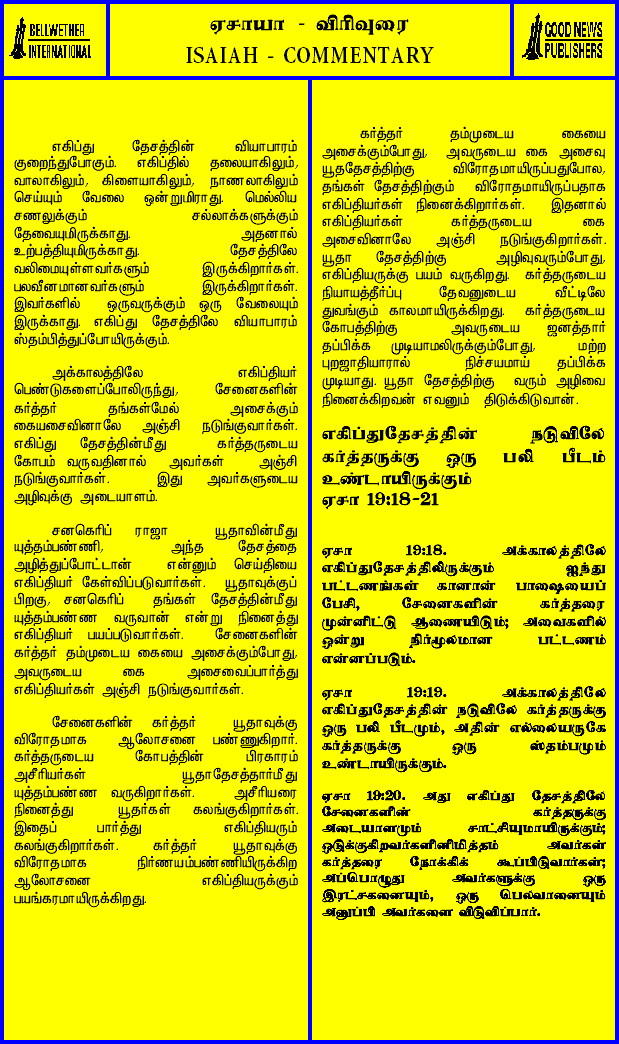 BELLWETHER
INTERNATIONAL
ஏசாயா - விரிவுரை
ISAIAH - COMMENTARY
GOOD NEWS
PUBLISHERS
எகிப்து தேசத்தின் வியாபாரம்
குறைந்துபோகும். எகிப்தில் தலையாகிலும்,
வாலாகிலும், கிளையாகிலும், நாணலாகிலும்
செய்யும் வேலை ஒன்றுமிராது. மெல்லிய
சணலுக்கும் சல்லாக்களுக்கும்
தேவையுமிருக்காது. அதனால்
உற்பத்தியுமிருக்காது. தேசத்திலே
வலிமையுள்ளவர்களும் இருக்கிறார்கள்.
பலவீனமானவர்களும் இருக்கிறார்கள்.
இவர்களில் ஒருவருக்கும் ஒரு வேலையும்
இருக்காது. எகிப்து தேசத்திலே வியாபாரம்
ஸ்தம்பித்துப்போயிருக்கும்.
அக்காலத்திலே எகிப்தியர்
பெண்டுகளைப்போலிருந்து, சேனைகளின்
கர்த்தர் தங்கள்மேல் அசைக்கும்
கையசைவினாலே அஞ்சி நடுங்குவார்கள்.
எகிப்து தேசத்தின்மீது கர்த்தருடைய
கோபம் வருவதினால் அவர்கள் அஞ்சி
நடுங்குவார்கள். இது அவர்களுடைய
அழிவுக்கு அடையாளம்.
சனகெரிப் ராஜா யூதாவின்மீது
யுத்தம்பண்ணி, அந்த தேசத்தை
அழித்துப்போட்டான் என்னும் செய்தியை
எகிப்தியர் கேள்விப்படுவார்கள். யூதாவுக்குப்
பிறகு, சனகெரிப் தங்கள் தேசத்தின்மீது
யுத்தம்பண்ண வருவான் என்று நினைத்து
எகிப்தியர் பயப்படுவார்கள். சேனைகளின்
கர்த்தர் தம்முடைய கையை அசைக்கும்போது,
அவருடைய கை அசைவைப்பார்த்து
எகிப்தியர்கள் அஞ்சி நடுங்குவார்கள்.
சேனைகளின் கர்த்தர் யூதாவுக்கு
விரோதமாக ஆலோசனை பண்ணுகிறார்.
கர்த்தருடைய கோபத்தின் பிரகாரம்
அசீரியர்கள் யூதாதேசத்தார்மீது
யுத்தம்பண்ண வருகிறார்கள். அசீரியரை
நினைத்து யூதர்கள் கலங்குகிறார்கள்.
இதைப் பார்த்து எகிப்தியரும்
கலங்குகிறார்கள். கர்த்தர் யூதாவுக்கு
விரோதமாக நிர்ணயம்பண்ணியிருக்கிற
ஆலோசனை எகிப்தியருக்கும்
பயங்கரமாயிருக்கிறது.
கர்த்தர் தம்முடைய கையை
அசைக்கும்போது, அவருடைய கை அசைவு
யூததேசத்திற்கு விரோதமாயிருப்பதுபோல,
தங்கள் தேசத்திற்கும் விரோதமாயிருப்பதாக
எகிப்தியர்கள் நினைக்கிறார்கள். இதனால்
எகிப்தியர்கள் கர்த்தருடைய கை
அசைவினாலே அஞ்சி நடுங்குகிறார்கள்.
யூதா தேசத்திற்கு அழிவுவரும்போது,
எகிப்தியருக்கு பயம் வருகிறது. கர்த்தருடைய
நியாயத்தீர்ப்பு தேவனுடைய வீட்டிலே
துவங்கும் காலமாயிருக்கிறது. கர்த்தருடைய
கோபத்திற்கு அவருடைய ஜனத்தார்
தப்பிக்க முடியாமலிருக்கும்போது, மற்ற
புறஜாதியாரால் நிச்சயமாய் தப்பிக்க
முடியாது. யூதா தேசத்திற்கு வரும் அழிவை
நினைக்கிறவன் எவனும் திடுக்கிடுவான்.
எகிப்துதேசத்தின் நடுவிலே
கர்த்தருக்கு ஒரு பலி பீடம்
உண்டாயிருக்கும்
ஏசா 19:18-21
ஏசா 19:18. அக்காலத்திலே
எகிப்துதேசத்திலிருக்கும் ஐந்து
பட்டணங்கள் கானான் பாஷையைப்
பேசி, சேனைகளின் கர்த்தரை
முன்னிட்டு ஆணையிடும்; அவைகளில்
ஒன்று நிர்மூலமான பட்டணம்
என்னப்படும்.
ஏசா 19:19. அக்காலத்திலே
எகிப்துதேசத்தின் நடுவிலே கர்த்தருக்கு
ஒரு பலி பீடமும், அதின் எல்லையருகே
கர்த்தருக்கு ஒரு ஸ்தம்பமும்
உண்டாயிருக்கும்.
ஏசா 19:20. அது எகிப்து தேசத்திலே
சேனைகளின் கர்த்தருக்கு
அடையாளமும் சாட்சியுமாயிருக்கும்;
ஒடுக்குகிறவர்களினிமித்தம் அவர்கள்
கர்த்தரை நோக்கிக் கூப்பிடுவார்கள்;
அப்பொழுது அவர்களுக்கு ஒரு
இரட்சகனையும், ஒரு பெலவானையும்
அனுப்பி அவர்களை விடுவிப்பார்.